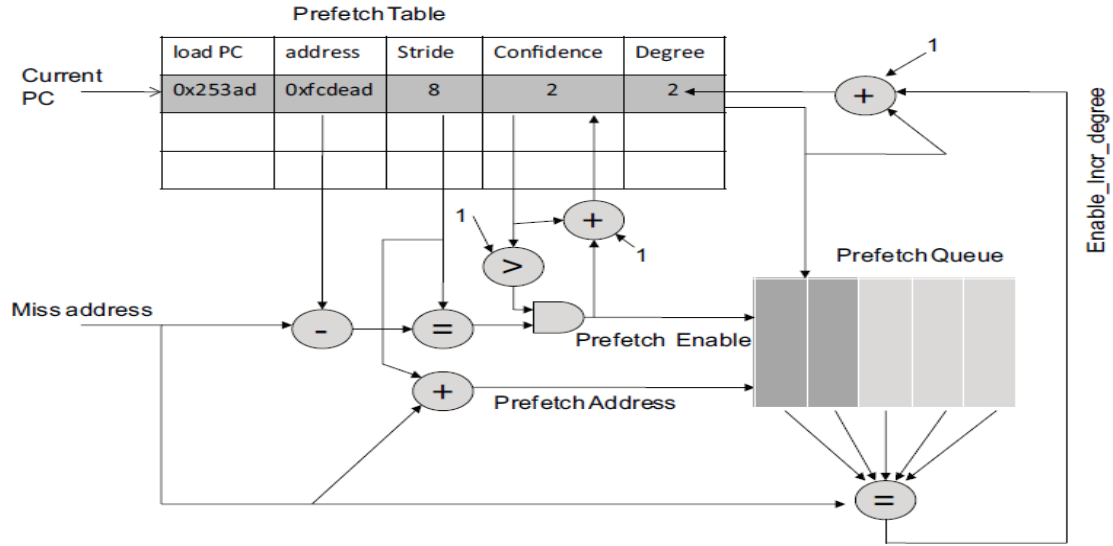 Prefetch Table
load PC address Stride Confidence Degree
Current
PC
0x253ad 0xfcdead 8 2 2
1
+
Enable_Incr_degree
1
+
1
>
Prefetch Queue
Miss address
-
=
Prefetch Enable
+
Prefetch Address
=